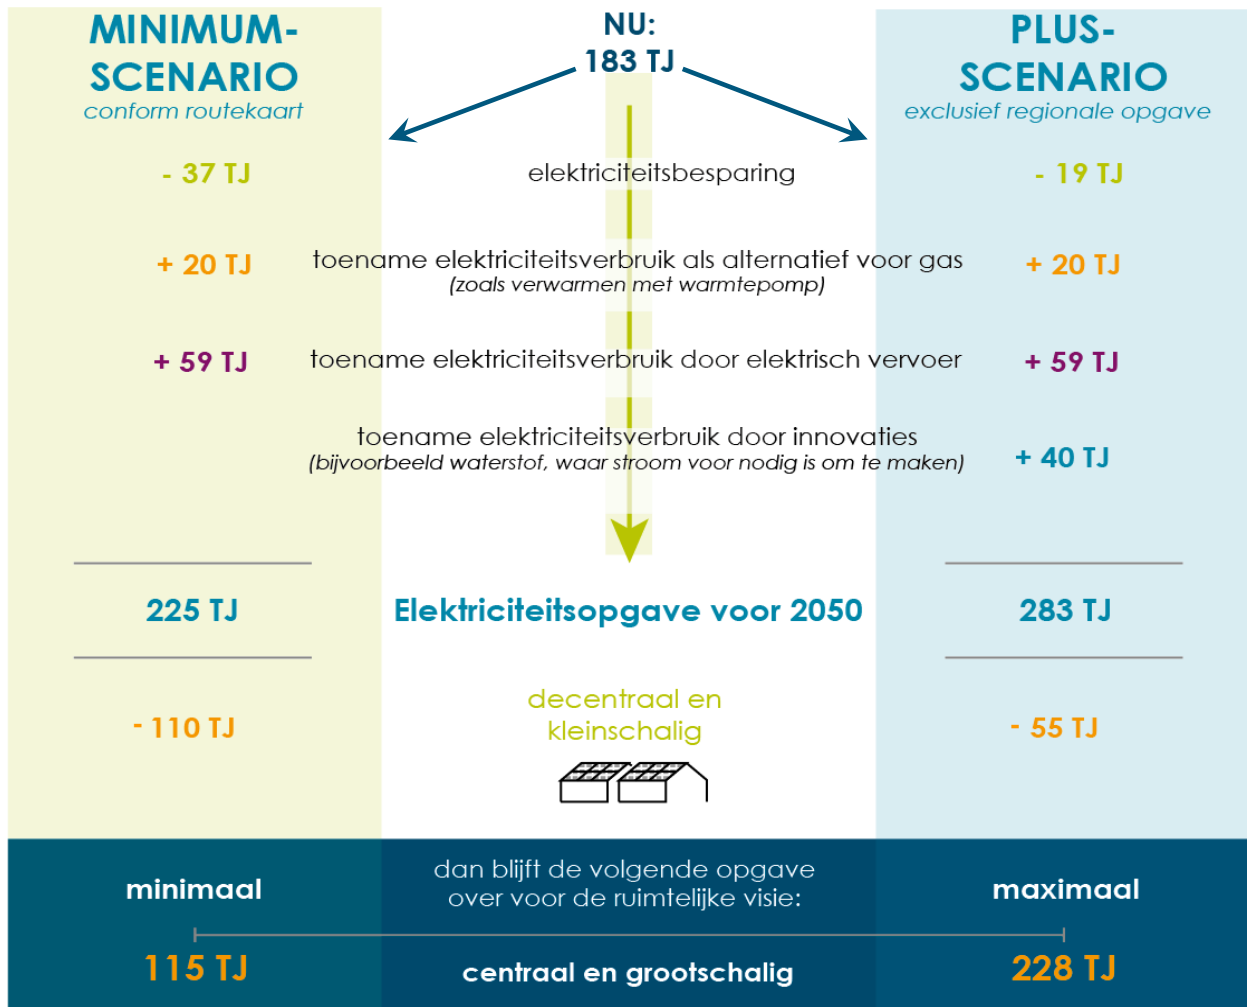 MINIMUM-
SCENARIO
conform routekaart
NU:
183 TJ
PLUS-
SCENARIO
exclusief regionale opgave
- 37 TJ
elektriciteitsbesparing
- 19 TJ
+ 20 TJ
toename elektriciteitsverbruik als alternatief voor gas
(zoals verwarmen met warmtepomp)
+ 20 TJ
+ 59 TJ
toename elektriciteitsverbruik door elektrisch vervoer
+ 59 TJ
toename elektriciteitsverbruik door innovaties
(bijvoorbeeld waterstof, waar stroom voor nodig is om te maken)
+ 40 TJ
225 TJ
Elektriciteitsopgave voor 2050
283 TJ
- 110 TJ
decentraal en
kleinschalig
- 55 TJ
minimaal
dan blijft de volgende opgave
over voor de ruimtelijke visie:
maximaal
115 TJ
centraal en grootschalig
228 TJ